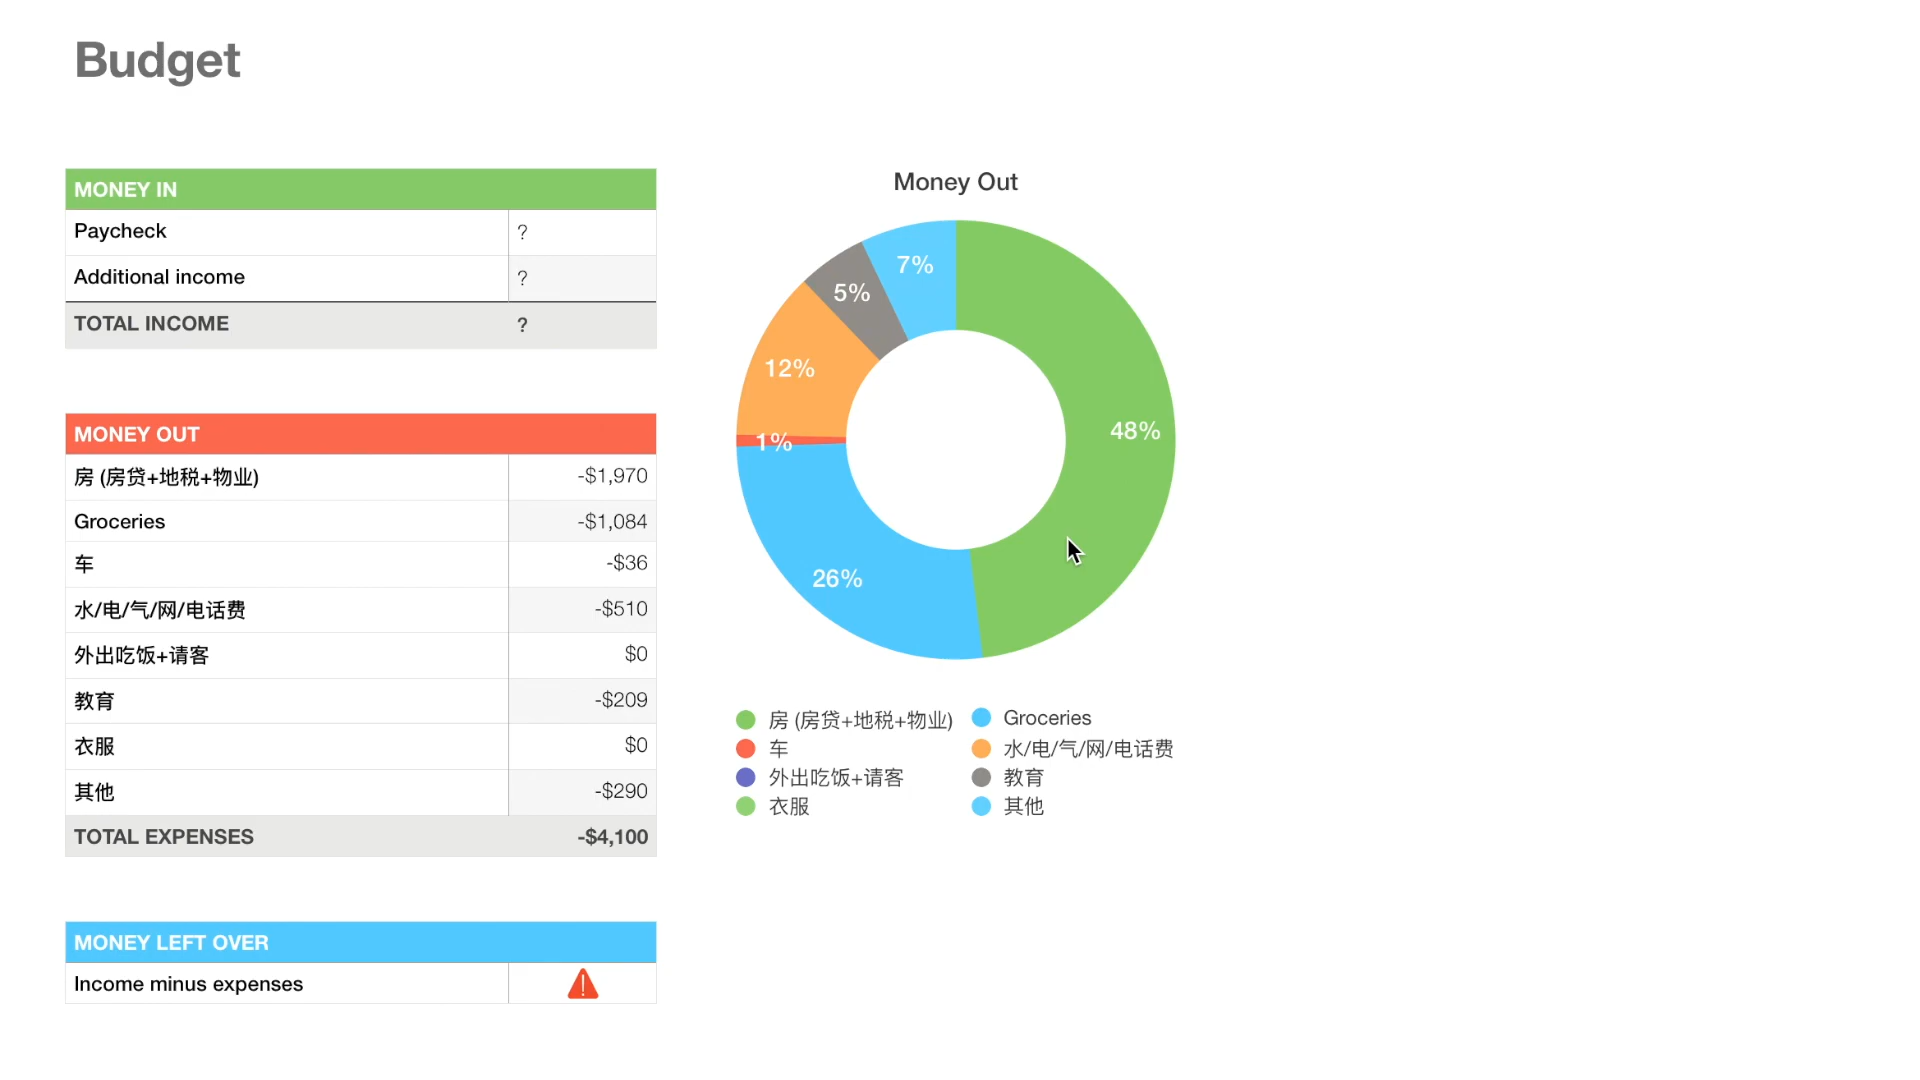 Budget
MONEY IN
Paycheck ?
Additional income ?
TOTAL INCOME ?
MONEY OUT
房 (房贷+地税+物业) -$1,970
Groceries -$1,084
车 -$36
水/电/气/网/电话费 -$510
外出吃饭+请客 $0
教育 -$209
衣服 $0
其他 -$290
TOTAL EXPENSES -$4,100
MONEY LEFT OVER
Income minus expenses
Money Out
7%
5%
12%
48%
1%
26%
房 (房贷+地税+物业) Groceries
车 水/电/气/网/电话费
外出吃饭+请客 教育
衣服 其他